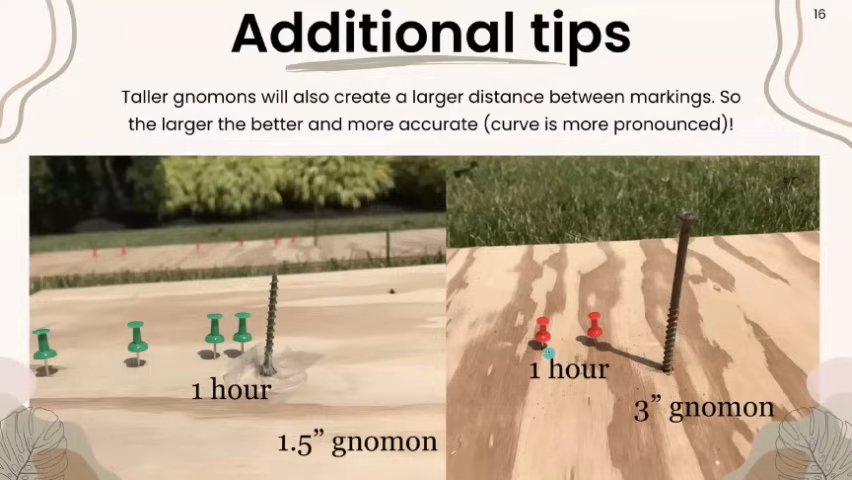 16
Additional tips
Taller gnomons will also create a larger distance between markings. So
the larger the better and more accurate (curve is more pronounced)!
1 hour
1.5” gnomon
1 hour
3” gnomon